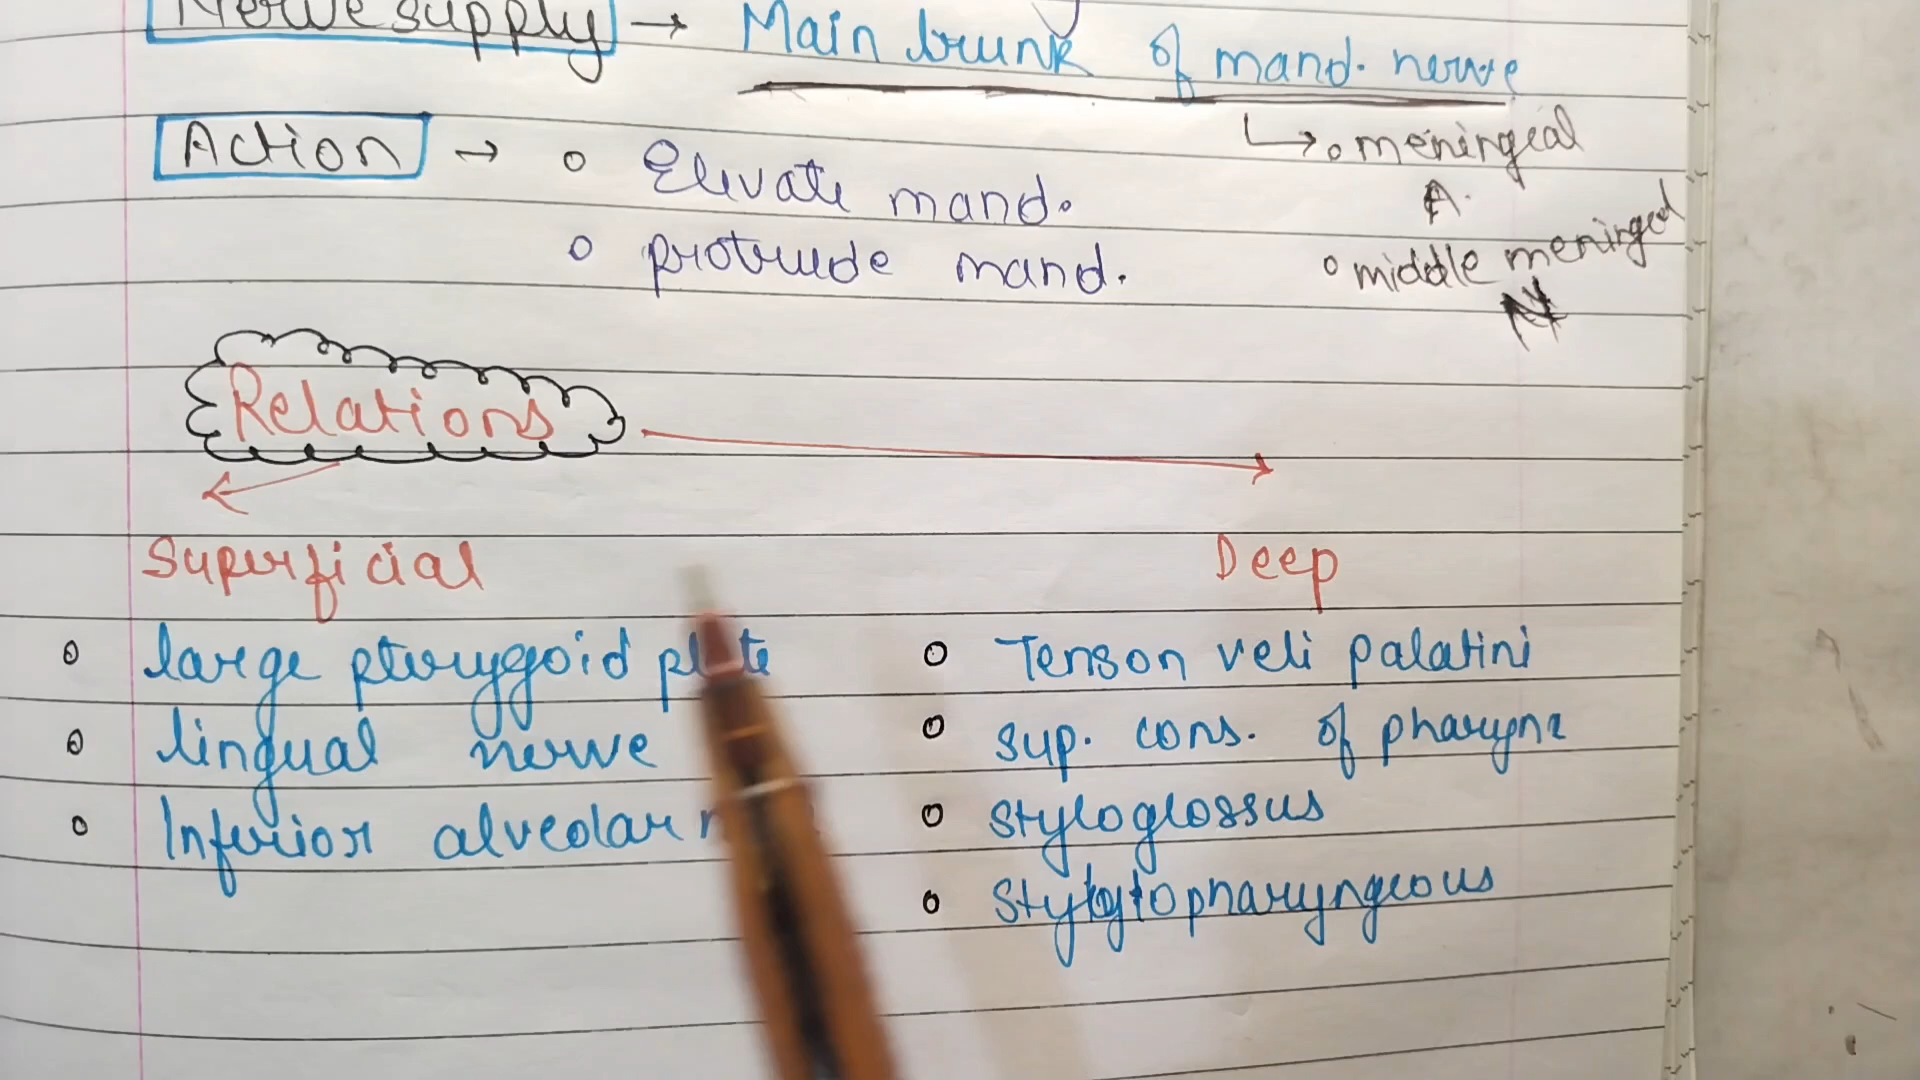 Nerve supply → Main trunk of mand. nerve
Action → o Elevate mand.
o protrude mand.
↳ o meningeal
A.
o middle meningeal
N
Relations
Superficial
o large pterygoid plate
o lingual nerve
o Inferior alveolar
Deep
o Tenson veli palatini
o sup. cons. of pharynx
o styloglossus
o